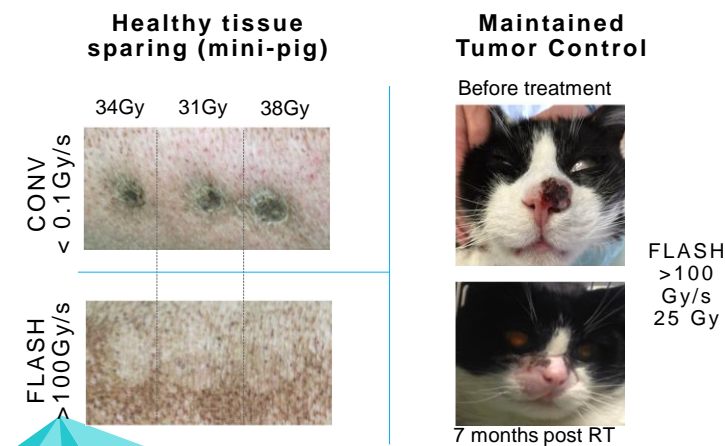 Healthy tissue
sparing (mini-pig)
34Gy 31Gy 38Gy
CONV
< 0.1Gy/s
FLASH
>100Gy/s
Maintained
Tumor Control
Before treatment
FLASH
>100
Gy/s
25 Gy
7 months post RT